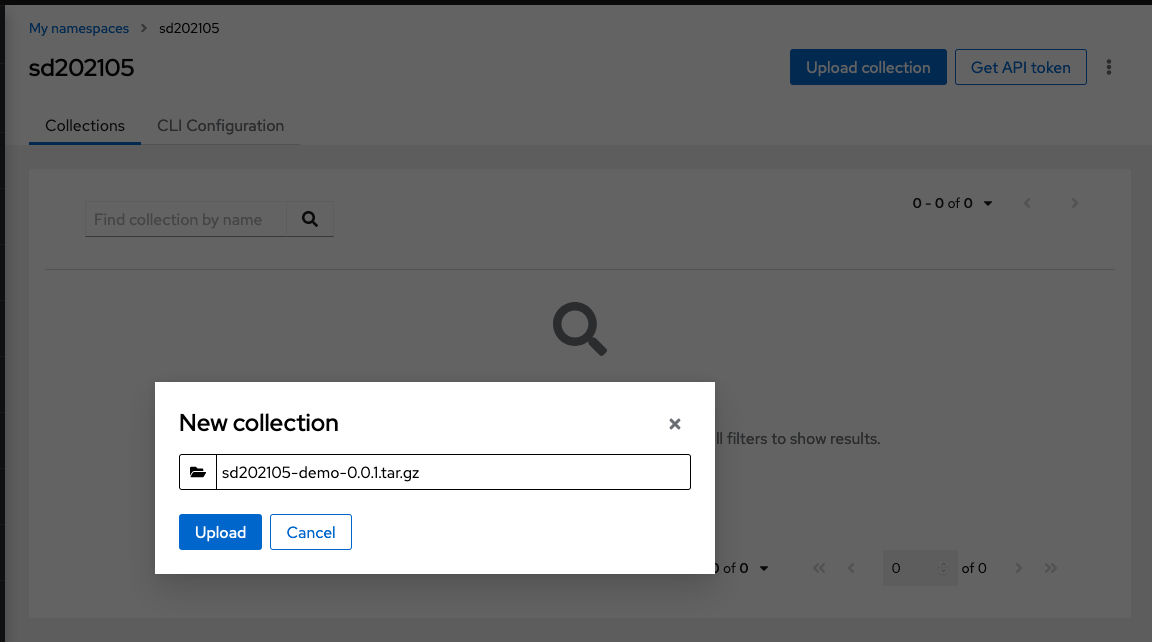 My namespaces > sd202105
sd202105
Upload collection
Get API token
Collections
CLI Configuration
Find collection by name
0 - 0 of 0
New collection
ll filters to show results.
sd202105-demo-0.0.1.tar.gz
Upload
Cancel
0 of 0
0
of 0